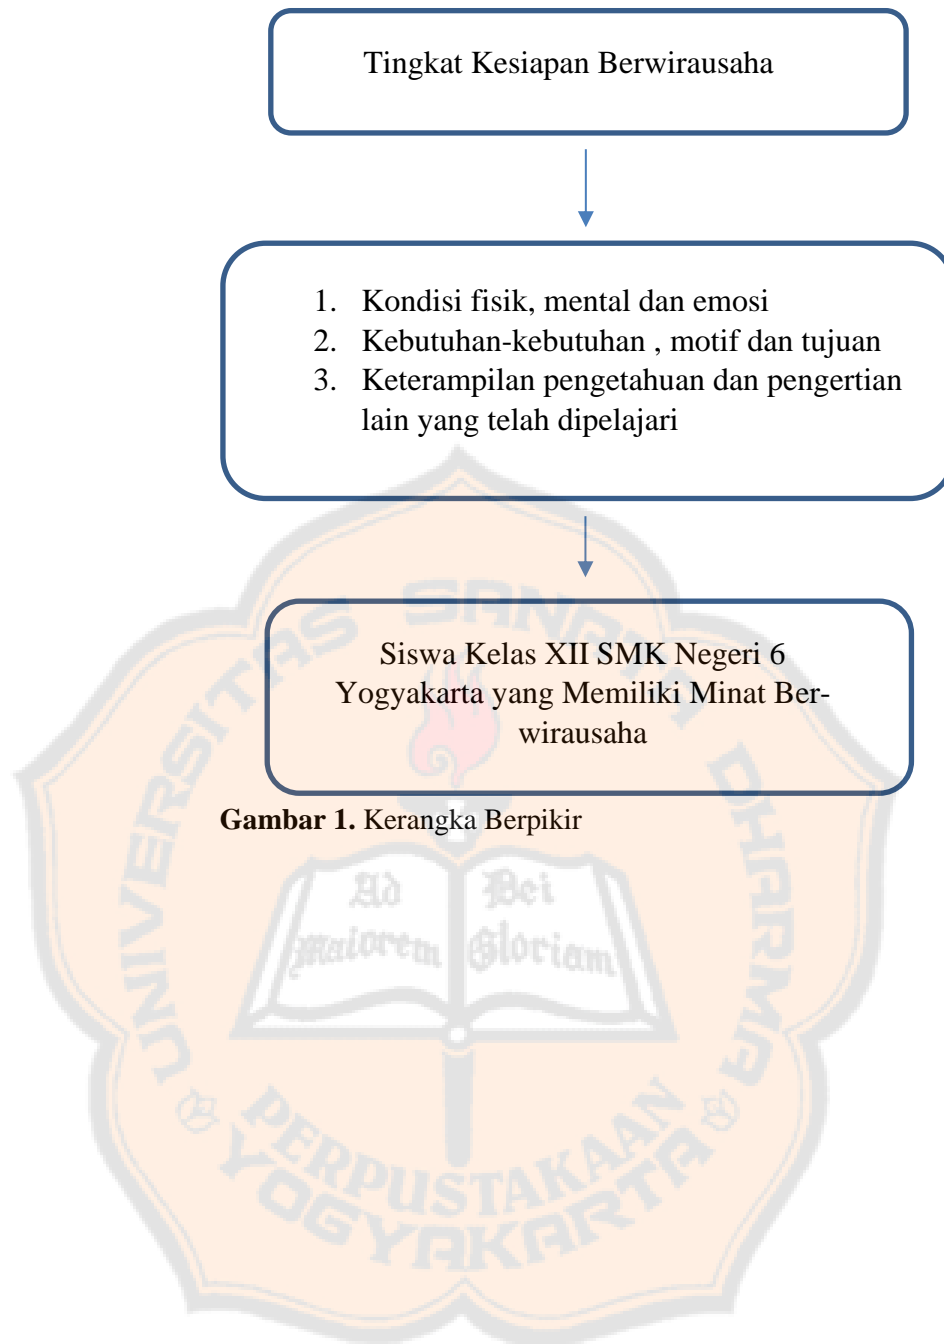 Tingkat Kesiapan Berwirausaha
1. Kondisi fisik, mental dan emosi
2. Kebutuhan-kebutuhan , motif dan tujuan
3. Keterampilan pengetahuan dan pengertian
lain yang telah dipelajari
Siswa Kelas XII SMK Negeri 6
Yogyakarta yang Memiliki Minat Ber-
wirausaha
Gambar 1. Kerangka Berpikir
UNIVERSITAS SANATA DHARMA
Ad Dei
Maiorem Gloriam
PERPUSTAKAAN
YOGYAKARTA